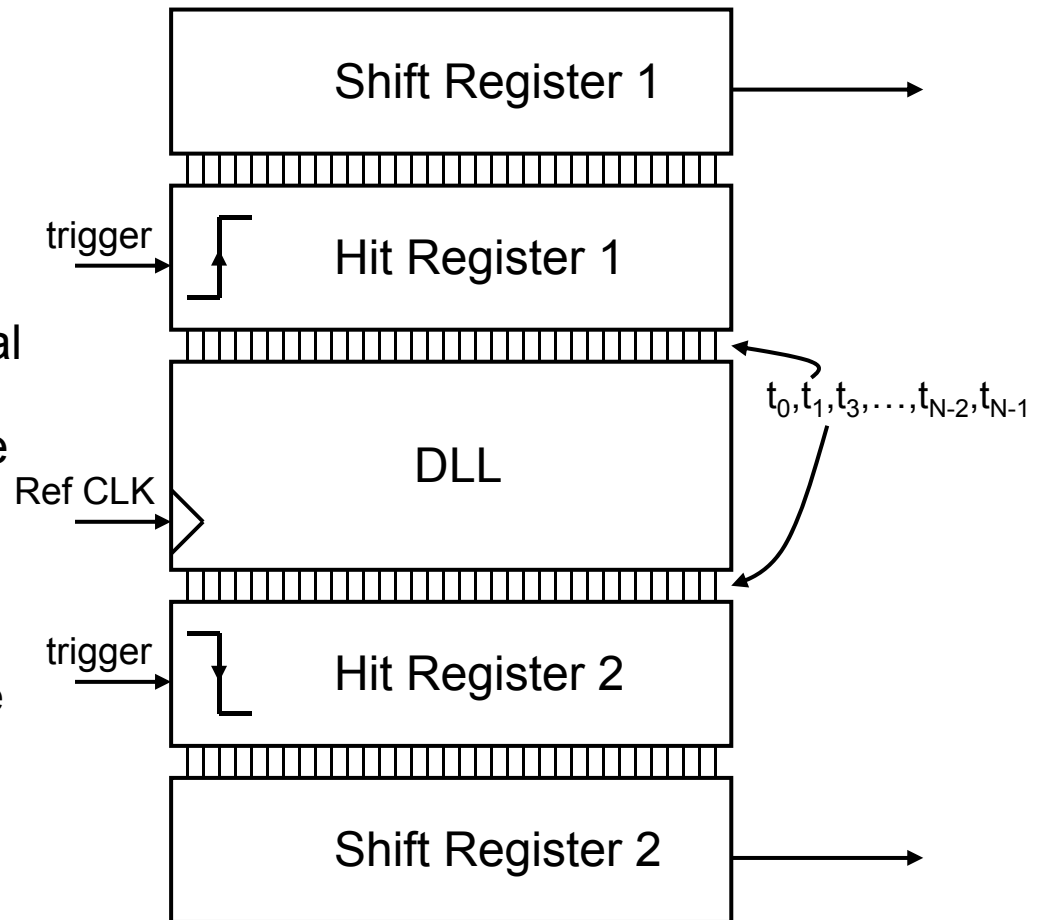 Shift Register 1
trigger
Hit Register 1
al
t0,t1,t3,…,tN-2,tN-1
e
DLL
Ref CLK
trigger
Hit Register 2
e
Shift Register 2